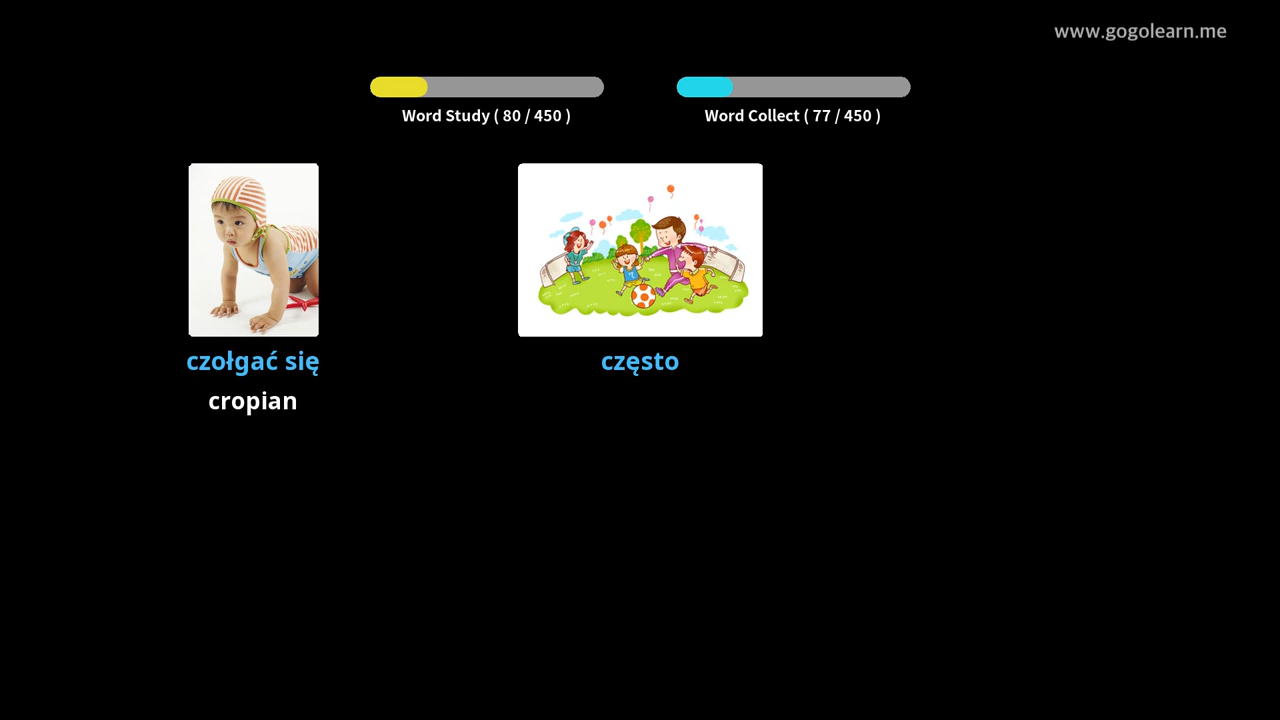 www.gogolearn.me
Word Study ( 80 / 450 )
Word Collect ( 77 / 450 )
czołgać się
często
cropian